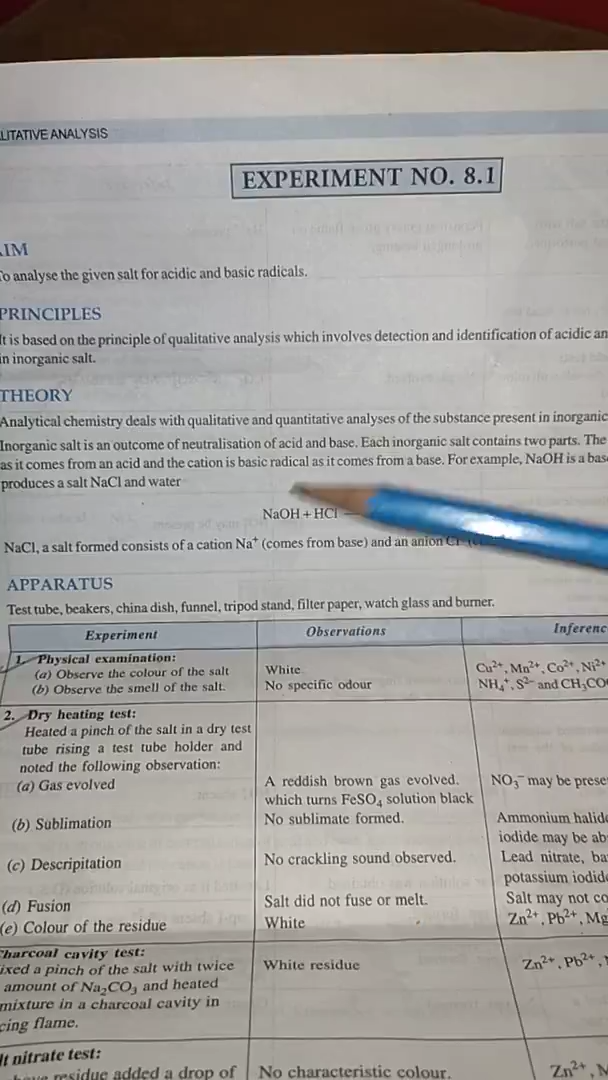 LITATIVE ANALYSIS
EXPERIMENT NO. 8.1
AIM
To analyse the given salt for acidic and basic radicals.
PRINCIPLES
It is based on the principle of qualitative analysis which involves detection and identification of acidic an
in inorganic salt.
THEORY
Analytical chemistry deals with qualitative and quantitative analyses of the substance present in inorganic
Inorganic salt is an outcome of neutralisation of acid and base. Each inorganic salt contains two parts. The
as it comes from an acid and the cation is basic radical as it comes from a base. For example, NaOH is a bas
produces a salt NaCl and water
NaOH + HCl —
NaCl, a salt formed consists of a cation Na⁺ (comes from base) and an anion
APPARATUS
Test tube, beakers, china dish, funnel, tripod stand, filter paper, watch glass and burner.
Experiment Observations Inferenc
1. Physical examination:
(a) Observe the colour of the salt White Cu²⁺, Mn²⁺, Co²⁺, Ni²⁺
(b) Observe the smell of the salt. No specific odour NH₄⁺, S²⁻ and CH₃CO
2. Dry heating test:
Heated a pinch of the salt in a dry test
tube rising a test tube holder and
noted the following observation:
(a) Gas evolved A reddish brown gas evolved. NO₃⁻ may be prese
which turns FeSO₄ solution black
(b) Sublimation No sublimate formed. Ammonium halid
iodide may be ab
(c) Descripitation No crackling sound observed. Lead nitrate, ba
potassium iodid
(d) Fusion Salt did not fuse or melt. Salt may not co
(e) Colour of the residue White Zn²⁺, Pb²⁺, Mg
Charcoal cavity test:
ixed a pinch of the salt with twice White residue Zn²⁺, Pb²⁺,
amount of Na₂CO₃ and heated
mixture in a charcoal cavity in
cing flame.
lt nitrate test:
residue added a drop of No characteristic colour. Zn²⁺,